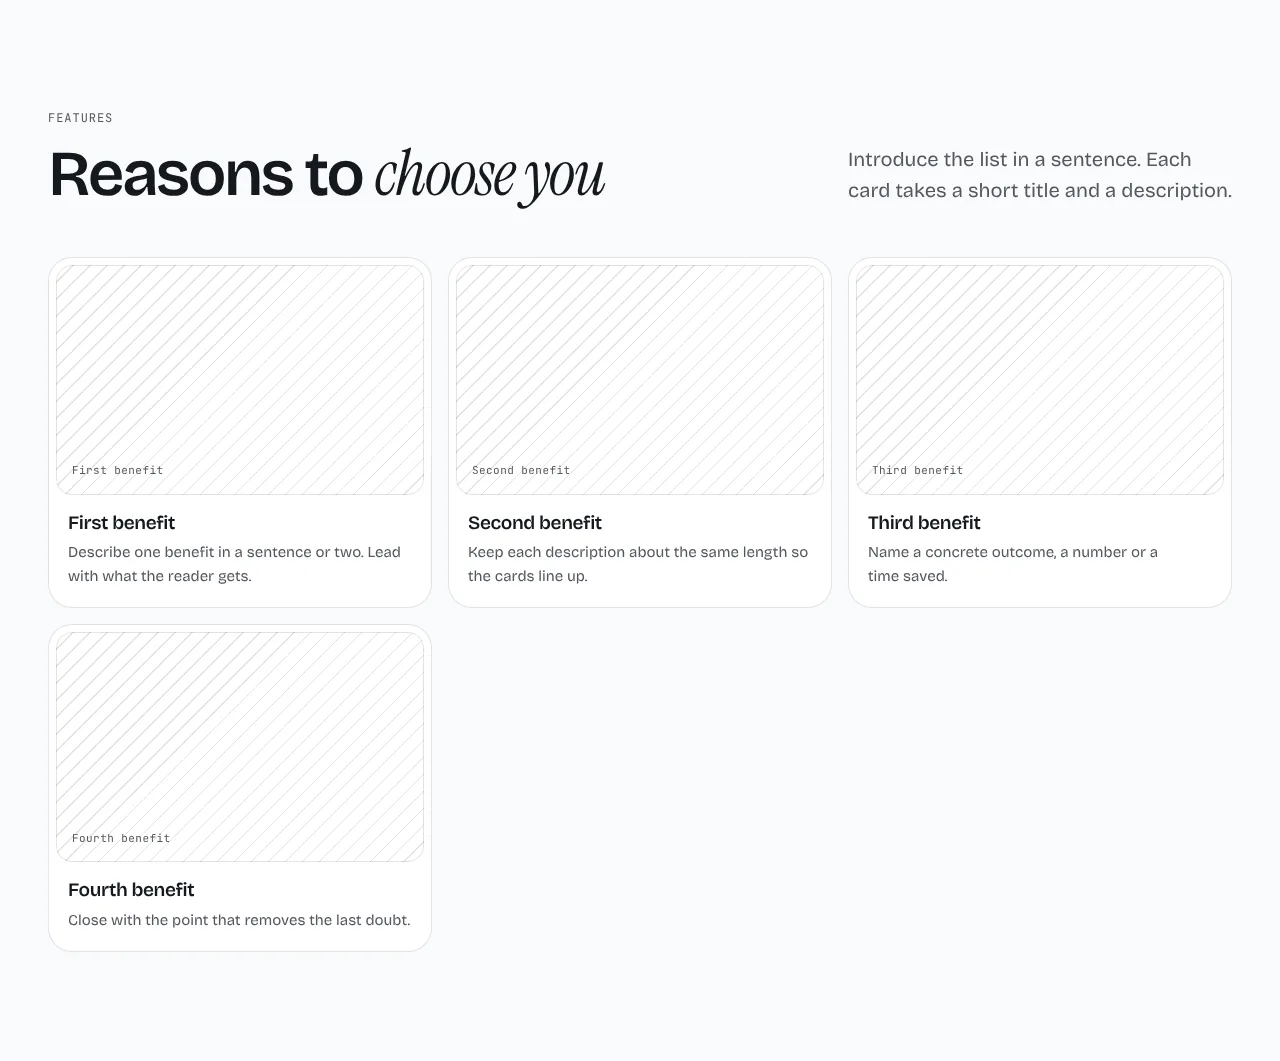 FEATURES
Reasons to choose you
Introduce the list in a sentence. Each
card takes a short title and a description.
First benefit
First benefit
Describe one benefit in a sentence or two. Lead
with what the reader gets.
Second benefit
Second benefit
Keep each description about the same length so
the cards line up.
Third benefit
Third benefit
Name a concrete outcome, a number or a
time saved.
Fourth benefit
Fourth benefit
Close with the point that removes the last doubt.